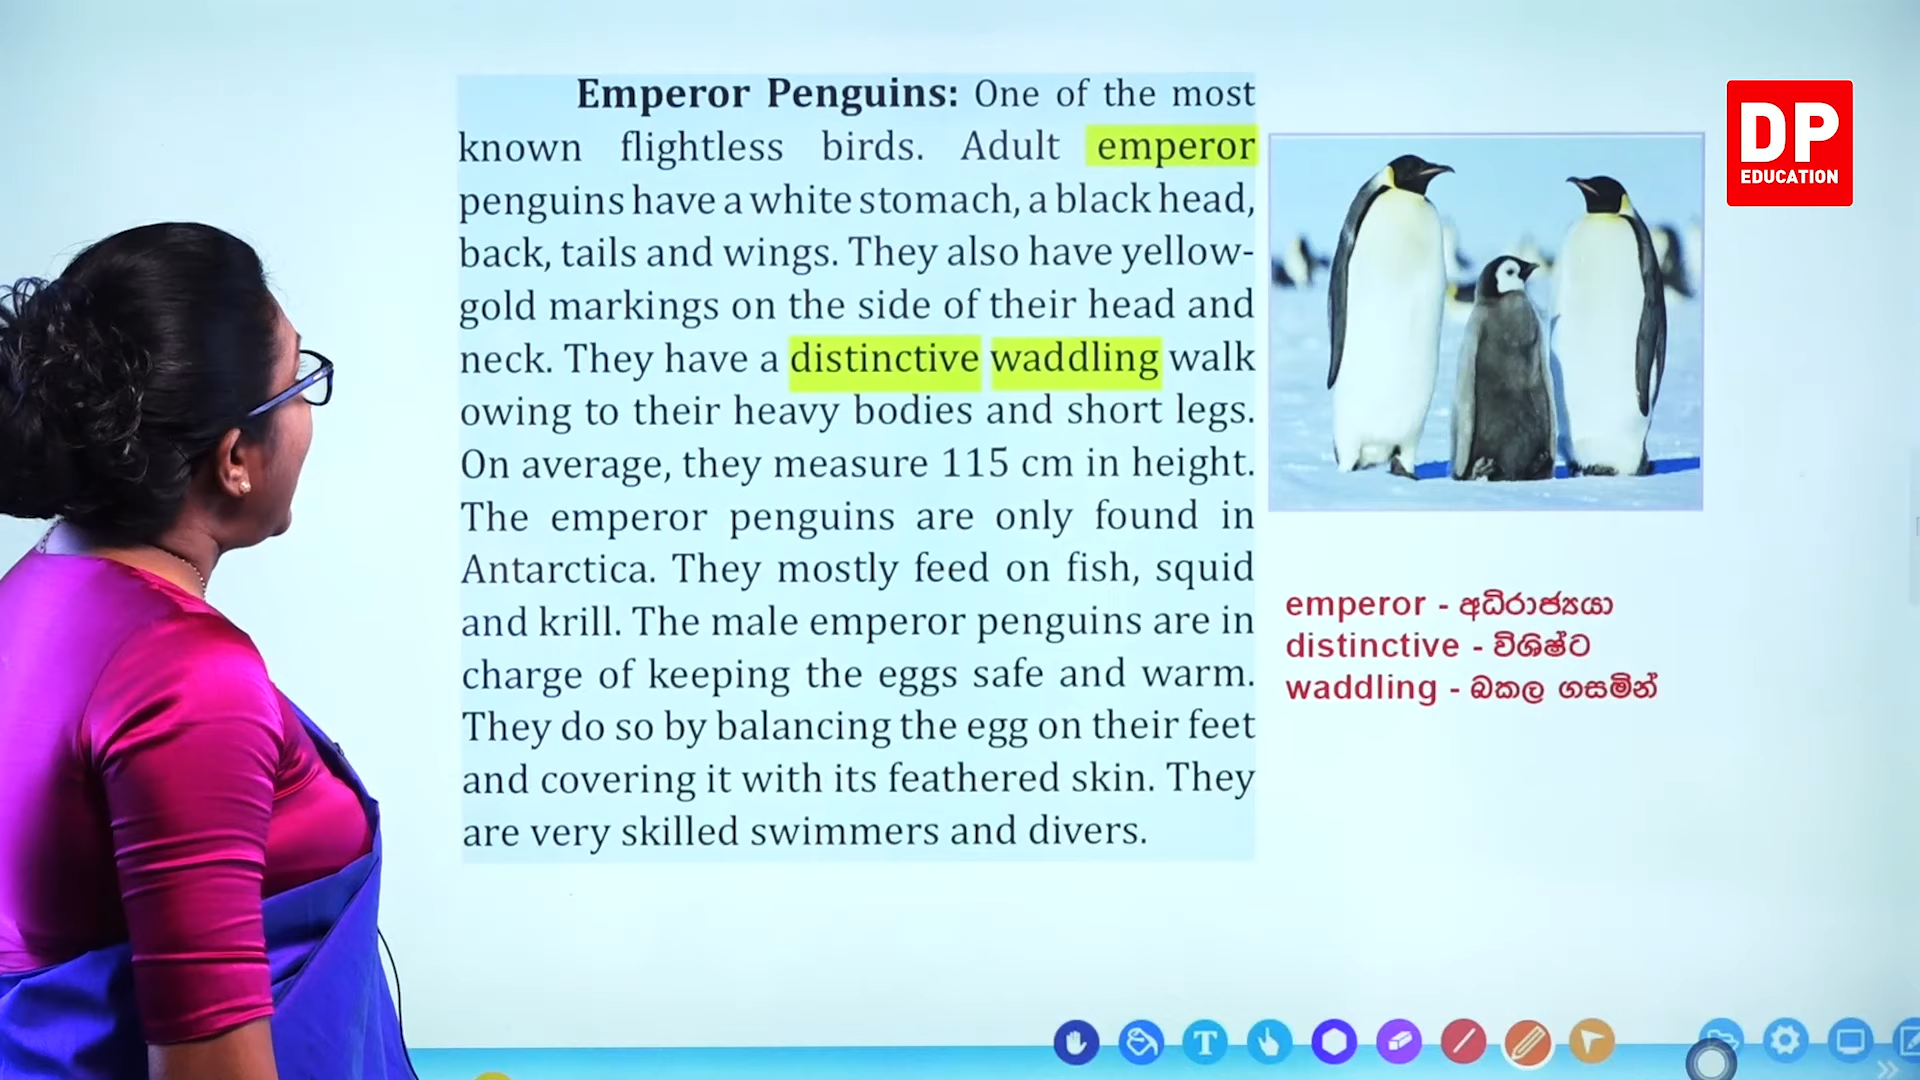 Emperor Penguins: One of the most
known flightless birds. Adult emperor
penguins have a white stomach, a black head,
back, tails and wings. They also have yellow-
gold markings on the side of their head and
neck. They have a distinctive waddling walk
owing to their heavy bodies and short legs.
On average, they measure 115 cm in height.
The emperor penguins are only found in
Antarctica. They mostly feed on fish, squid
and krill. The male emperor penguins are in
charge of keeping the eggs safe and warm.
They do so by balancing the egg on their feet
and covering it with its feathered skin. They
are very skilled swimmers and divers.
DP
EDUCATION
emperor - අධිරාජ්‍යයා
distinctive - විශිෂ්ට
waddling - බකල ගසමින්
T